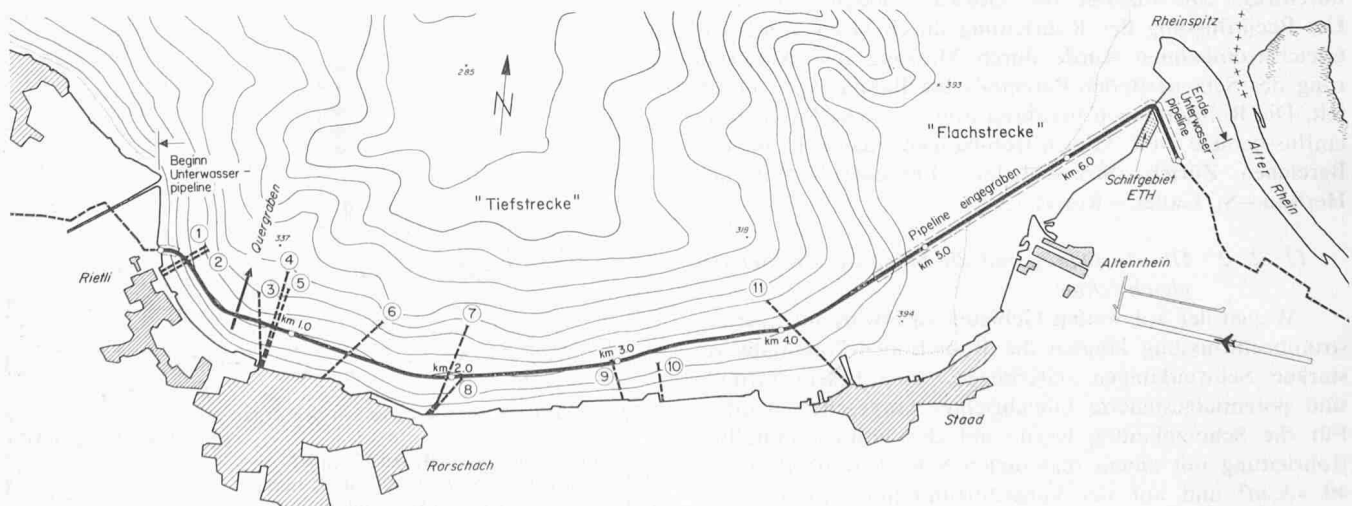 Rheinspitz
285
393
N
"Flachstrecke"
Ende
Unterwasser-
pipeline
Beginn
Unterwasser-
pipeline
Alter Rhein
km 6.0
Schilfgebiet
ETH
Quergraben
"Tiefstrecke"
Pipeline eingegraben
337
319
1
2
4
km 5.0
Rietli
3
5
Altenrhein
11
6
7
394
km 1.0
km 4.0
km 3.0
km 2.0
8
9
10
Staad
Rorschach